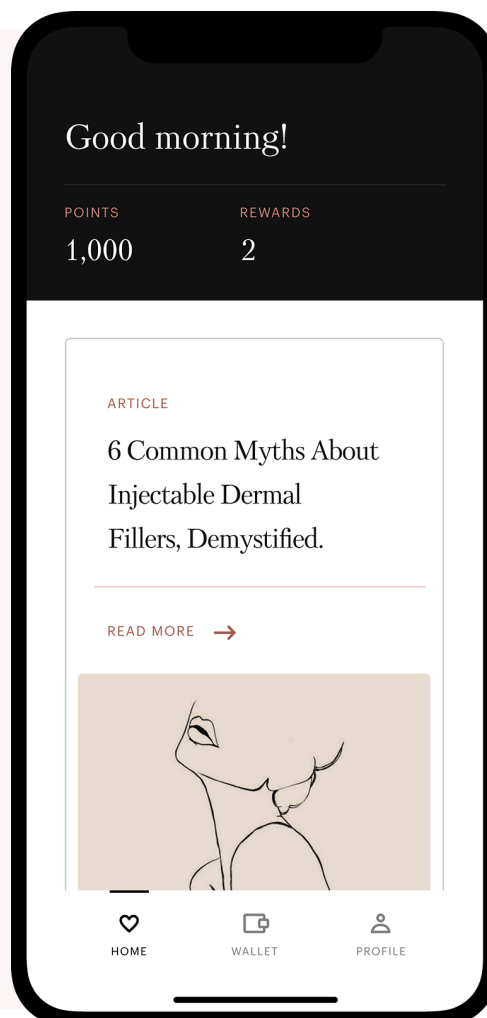 Good morning!
POINTS
REWARDS
1,000
2
ARTICLE
6 Common Myths About
Injectable Dermal
Fillers, Demystified.
READ MORE
HOME
WALLET
PROFILE